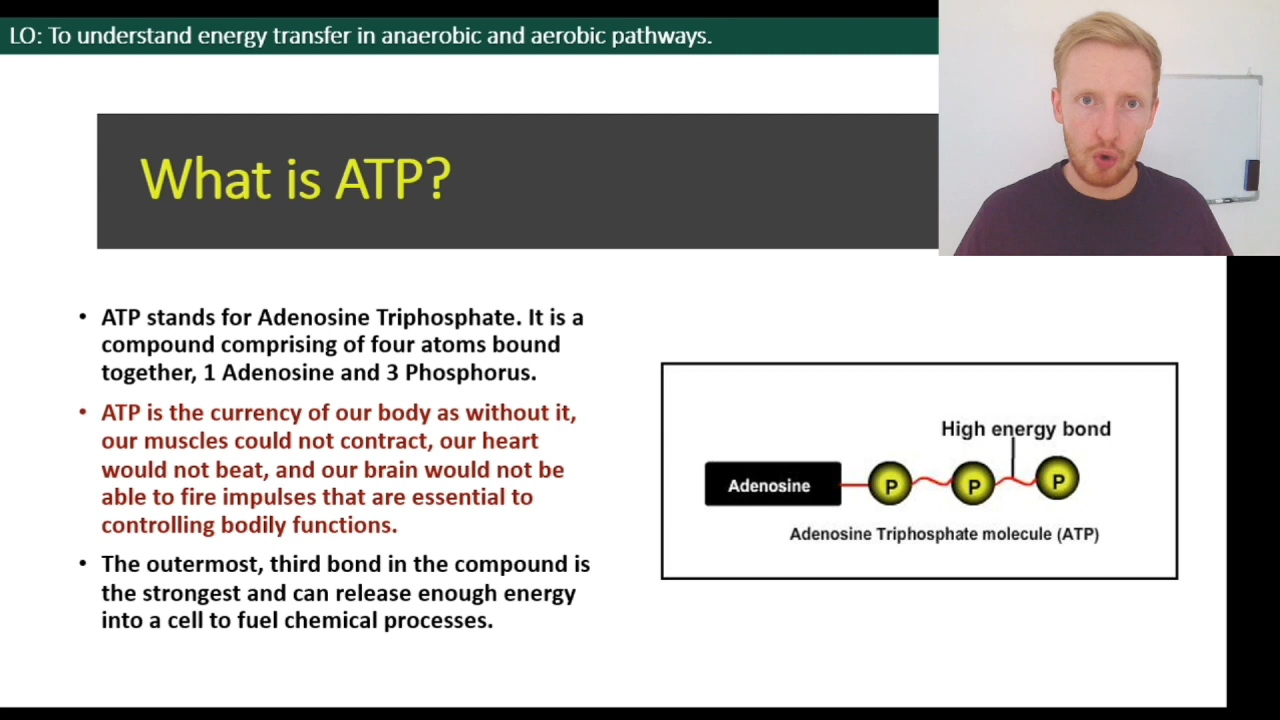 LO: To understand energy transfer in anaerobic and aerobic pathways.
What is ATP?
• ATP stands for Adenosine Triphosphate. It is a
compound comprising of four atoms bound
together, 1 Adenosine and 3 Phosphorus.
• ATP is the currency of our body as without it,
our muscles could not contract, our heart
would not beat, and our brain would not be
able to fire impulses that are essential to
controlling bodily functions.
• The outermost, third bond in the compound is
the strongest and can release enough energy
into a cell to fuel chemical processes.
High energy bond
Adenosine P P P
Adenosine Triphosphate molecule (ATP)